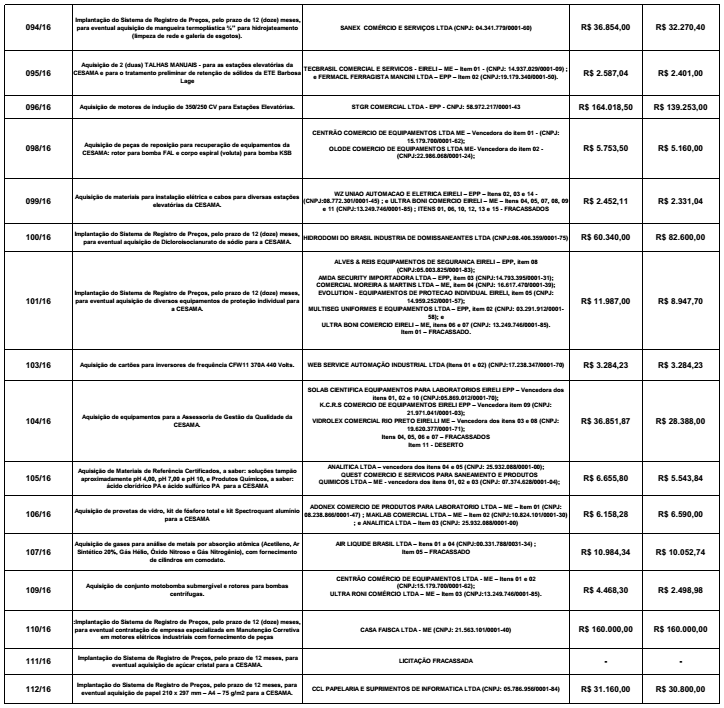 094/16
Implantação do Sistema de Registro de Preços, pelo prazo de 12 (doze) meses,
para eventual aquisição de mangueira termoplástica ½" para hidrojateamento
(limpeza de rede e galeria de esgotos).
SANEX COMÉRCIO E SERVIÇOS LTDA (CNPJ: 04.341.779/0001-60)
R$ 36.854,00
R$ 32.270,40
095/16
Aquisição de 2 (duas) TALHAS MANUAIS - para as estações elevatórias da
CESAMA e para o tratamento preliminar de retenção de sólidos da ETE Barbosa
Lage
TECBRASIL COMERCIAL E SERVICOS - EIRELI – ME – Item 01 - (CNPJ: 14.937.029/0001-09) ;
e FERMACIL FERRAGISTA MANCINI LTDA – EPP – Item 02 (CNPJ:19.179.340/0001-50).
R$ 2.587,04
R$ 2.401,00
096/16
Aquisição de motores de indução de 350/250 CV para Estações Elevatórias.
STGR COMERCIAL LTDA - EPP - CNPJ: 58.972.217/0001-43
R$ 164.018,50
R$ 139.253,00
098/16
Aquisição de peças de reposição para recuperação de equipamentos da
CESAMA: rotor para bomba FAL e corpo espiral (voluta) para bomba KSB
CENTRÃO COMERCIO DE EQUIPAMENTOS LTDA ME – Vencedora do item 01 - (CNPJ:
15.179.700/0001-62);
OLODE COMERCIO DE EQUIPAMENTOS LTDA ME- Vencedora do item 02 -
(CNPJ:22.986.068/0001-24);
R$ 5.753,50
R$ 5.160,00
099/16
Aquisição de materiais para instalação elétrica e cabos para diversas estações
elevatórias da CESAMA.
WZ UNIAO AUTOMACAO E ELETRICA EIRELI – EPP – Itens 02, 03 e 14 -
(CNPJ:08.772.301/0001-45) ; e ULTRA BONI COMERCIO EIRELI – ME – Itens 04, 05, 07, 08, 09
e 11 (CNPJ:13.249.746/0001-85) ; ITENS 01, 06, 10, 12, 13 e 15 - FRACASSADOS
R$ 2.452,11
R$ 2.331,04
100/16
Implantação do Sistema de Registro de Preços, pelo prazo de 12 (doze) meses,
para eventual aquisição de Dicloroisocianurato de sódio para a CESAMA.
HIDRODOMI DO BRASIL INDUSTRIA DE DOMISSANEANTES LTDA (CNPJ:08.406.359/0001-75)
R$ 60.340,00
R$ 82.600,00
101/16
Implantação do Sistema de Registro de Preços, pelo prazo de 12 (doze) meses,
para eventual aquisição de diversos equipamentos de proteção individual para
a CESAMA.
ALVES & REIS EQUIPAMENTOS DE SEGURANCA EIRELI – EPP, item 08
(CNPJ:05.003.825/0001-83);
AMDA SECURITY IMPORTADORA LTDA – EPP, item 03 (CNPJ:14.793.395/0001-31);
COMERCIAL MOREIRA & MARTINS LTDA – ME, item 04 (CNPJ: 16.617.470/0001-39);
EVOLUTION - EQUIPAMENTOS DE PROTECAO INDIVIDUAL EIRELI, item 05 (CNPJ:
14.959.252/0001-57);
MULTISEG UNIFORMES E EQUIPAMENTOS LTDA – EPP, item 02 (CNPJ: 03.291.912/0001-
58); e
ULTRA BONI COMERCIO EIRELI – ME, itens 06 e 07 (CNPJ: 13.249.746/0001-85).
Item 01 – FRACASSADO.
R$ 11.987,00
R$ 8.947,70
103/16
Aquisição de cartões para inversores de frequência CFW11 370A 440 Volts.
WEB SERVICE AUTOMAÇÃO INDUSTRIAL LTDA (Itens 01 e 02) (CNPJ:17.238.347/0001-70)
R$ 3.284,23
R$ 3.284,23
104/16
Aquisição de equipamentos para a Assessoria de Gestão da Qualidade da
CESAMA.
SOLAB CIENTIFICA EQUIPAMENTOS PARA LABORATORIOS EIRELI EPP – Vencedora dos
itens 01, 02 e 10 (CNPJ:05.869.012/0001-70);
K.C.R.S COMERCIO DE EQUIPAMENTOS EIRELI EPP – Vencedora item 09 (CNPJ:
21.971.041/0001-03);
VIDROLEX COMERCIAL RIO PRETO EIRELLI ME – Vencedora dos itens 03 e 08 (CNPJ:
19.620.377/0001-71);
Itens 04, 05, 06 e 07 – FRACASSADOS
Item 11 - DESERTO
R$ 36.851,87
R$ 28.388,00
105/16
Aquisição de Materiais de Referência Certificados, a saber: soluções tampão
aproximadamente pH 4,00, pH 7,00 e pH 10, e Produtos Químicos, a saber:
ácido clorídrico PA e ácido sulfúrico PA para a CESAMA
ANALITICA LTDA – vencedora dos itens 04 e 05 (CNPJ: 25.932.088/0001-00);
QUEST COMERCIO E SERVICOS PARA SANEAMENTO E PRODUTOS
QUIMICOS LTDA – ME - vencedora dos itens 01, 02 e 03 (CNPJ: 07.374.628/0001-04);
R$ 6.655,80
R$ 5.543,84
106/16
Aquisição de provetas de vidro, kit de fósforo total e kit Spectroquant alumínio
para a CESAMA
ADONEX COMERCIO DE PRODUTOS PARA LABORATORIO LTDA – ME – Item 01 (CNPJ:
08.238.866/0001-47) ; MAKLAB COMERCIAL LTDA – ME – Item 02 (CNPJ:10.824.101/0001-30)
; e ANALITICA LTDA – Item 03 (CNPJ: 25.932.088/0001-00)
R$ 6.158,28
R$ 6.590,00
107/16
Aquisição de gases para análise de metais por absorção atômica (Acetileno, Ar
Sintético 20%, Gás Hélio, Óxido Nitroso e Gás Nitrogênio), com fornecimento
de cilindros em comodato.
AIR LIQUIDE BRASIL LTDA – Itens 01 a 04 (CNPJ:00.331.788/0031-34) ;
Item 05 – FRACASSADO
R$ 10.984,34
R$ 10.052,74
109/16
Aquisição de conjunto motobomba submergível e rotores para bombas
centrífugas.
CENTRÃO COMÉRCIO DE EQUIPAMENTOS LTDA - ME – Itens 01 e 02
(CNPJ:15.179.700/0001-62);
ULTRA RONI COMÉRCIO LTDA – ME – Item 03 (CNPJ:13.249.746/0001-85).
R$ 4.468,30
R$ 2.498,98
110/16
:Implantação do Sistema de Registro de Preços, pelo prazo de 12 (doze) meses,
para eventual contratação de empresa especializada em Manutenção Corretiva
em motores elétricos industriais com fornecimento de peças
CASA FAISCA LTDA - ME (CNPJ: 21.563.101/0001-40)
R$ 160.000,00
R$ 160.000,00
111/16
Implantação do Sistema de Registro de Preços, pelo prazo de 12 meses, para
eventual aquisição de açúcar cristal para a CESAMA.
LICITAÇÃO FRACASSADA
-
-
112/16
Implantação do Sistema de Registro de Preços, pelo prazo de 12 meses, para
eventual aquisição de papel 210 x 297 mm – A4 – 75 g/m2 para a CESAMA.
CCL PAPELARIA E SUPRIMENTOS DE INFORMATICA LTDA (CNPJ: 05.786.956/0001-84)
R$ 31.160,00
R$ 30.800,00